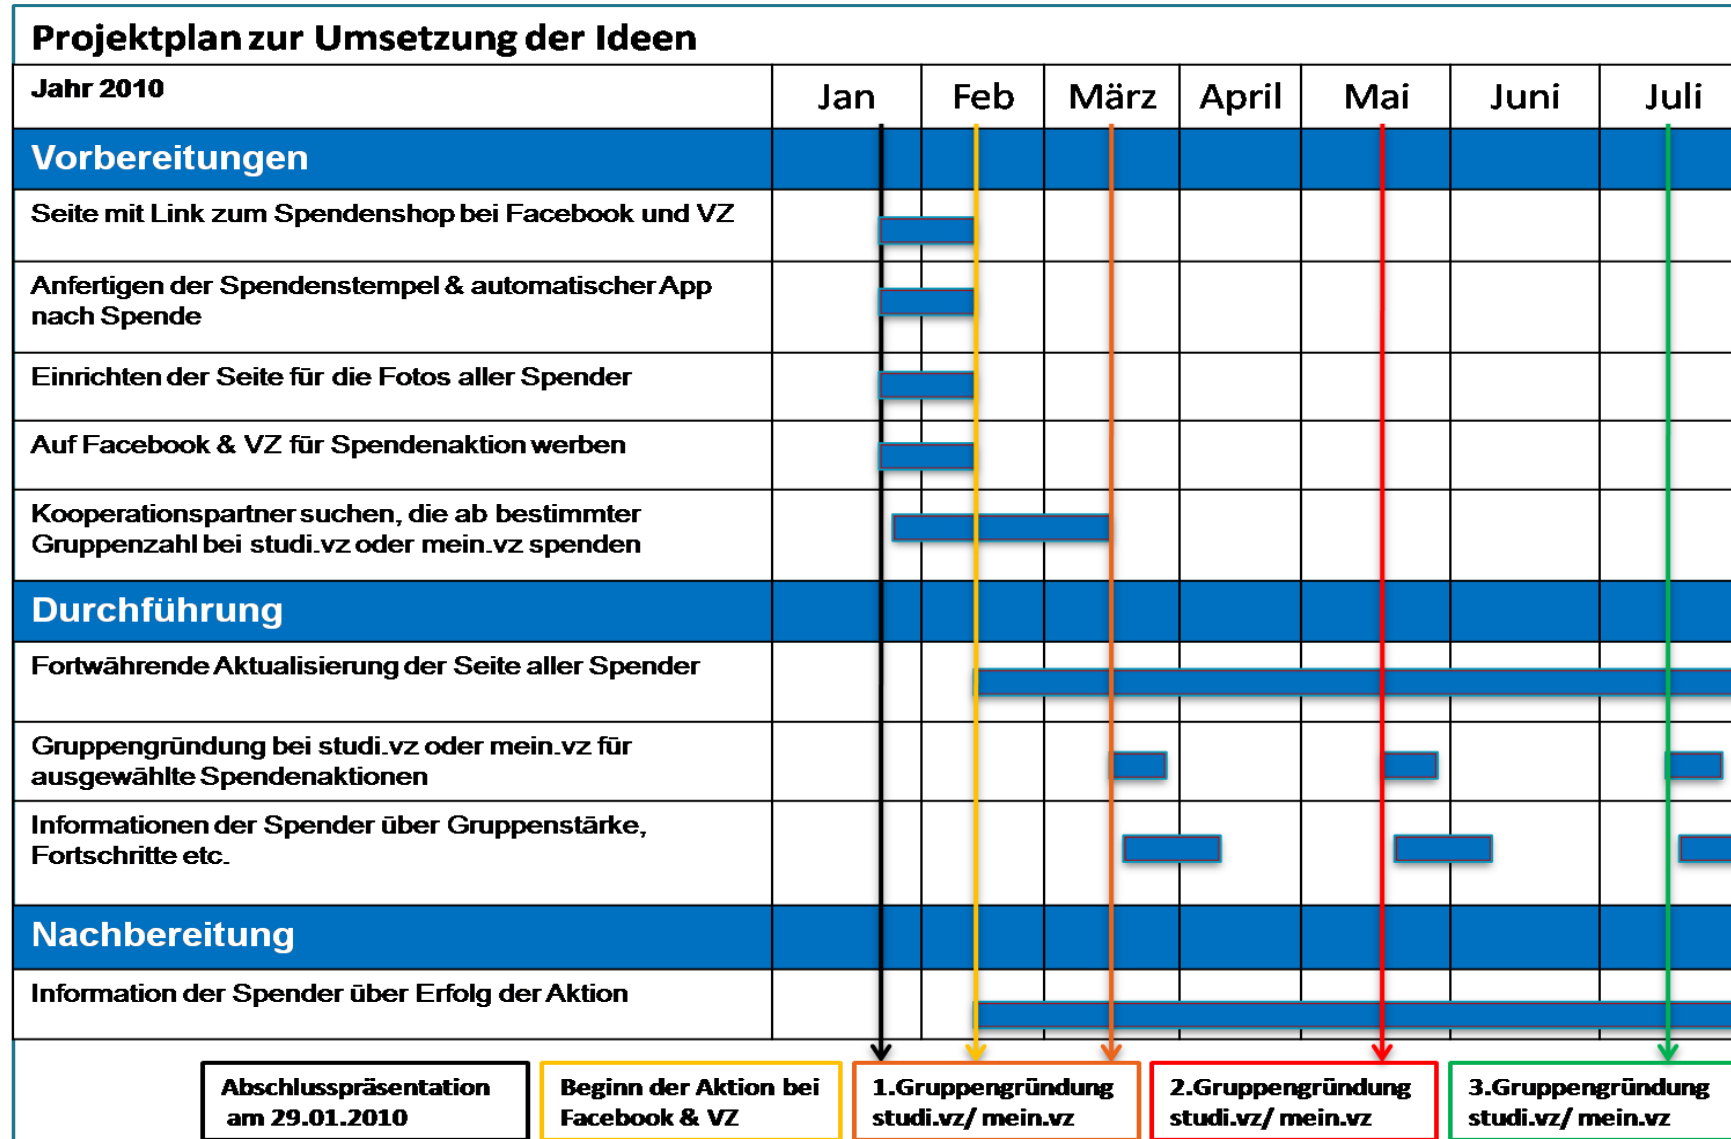 Projektplan zur Umsetzung der Ideen
Jahr 2010
Jan Feb März April Mai Juni Juli
Vorbereitungen
Seite mit Link zum Spendenshop bei Facebook und VZ
Anfertigen der Spendenstempel & automatischer App
nach Spende
Einrichten der Seite für die Fotos aller Spender
Auf Facebook & VZ für Spendenaktion werben
Kooperationspartner suchen, die ab bestimmter
Gruppenzahl bei studi.vz oder mein.vz spenden
Durchführung
Fortwährende Aktualisierung der Seite aller Spender
Gruppengründung bei studi.vz oder mein.vz für
ausgewählte Spendenaktionen
Informationen der Spender über Gruppenstärke,
Fortschritte etc.
Nachbereitung
Information der Spender über Erfolg der Aktion
Abschlusspräsentation
am 29.01.2010
Beginn der Aktion bei
Facebook & VZ
1.Gruppengründung
studi.vz/ mein.vz
2.Gruppengründung
studi.vz/ mein.vz
3.Gruppengründung
studi.vz/ mein.vz